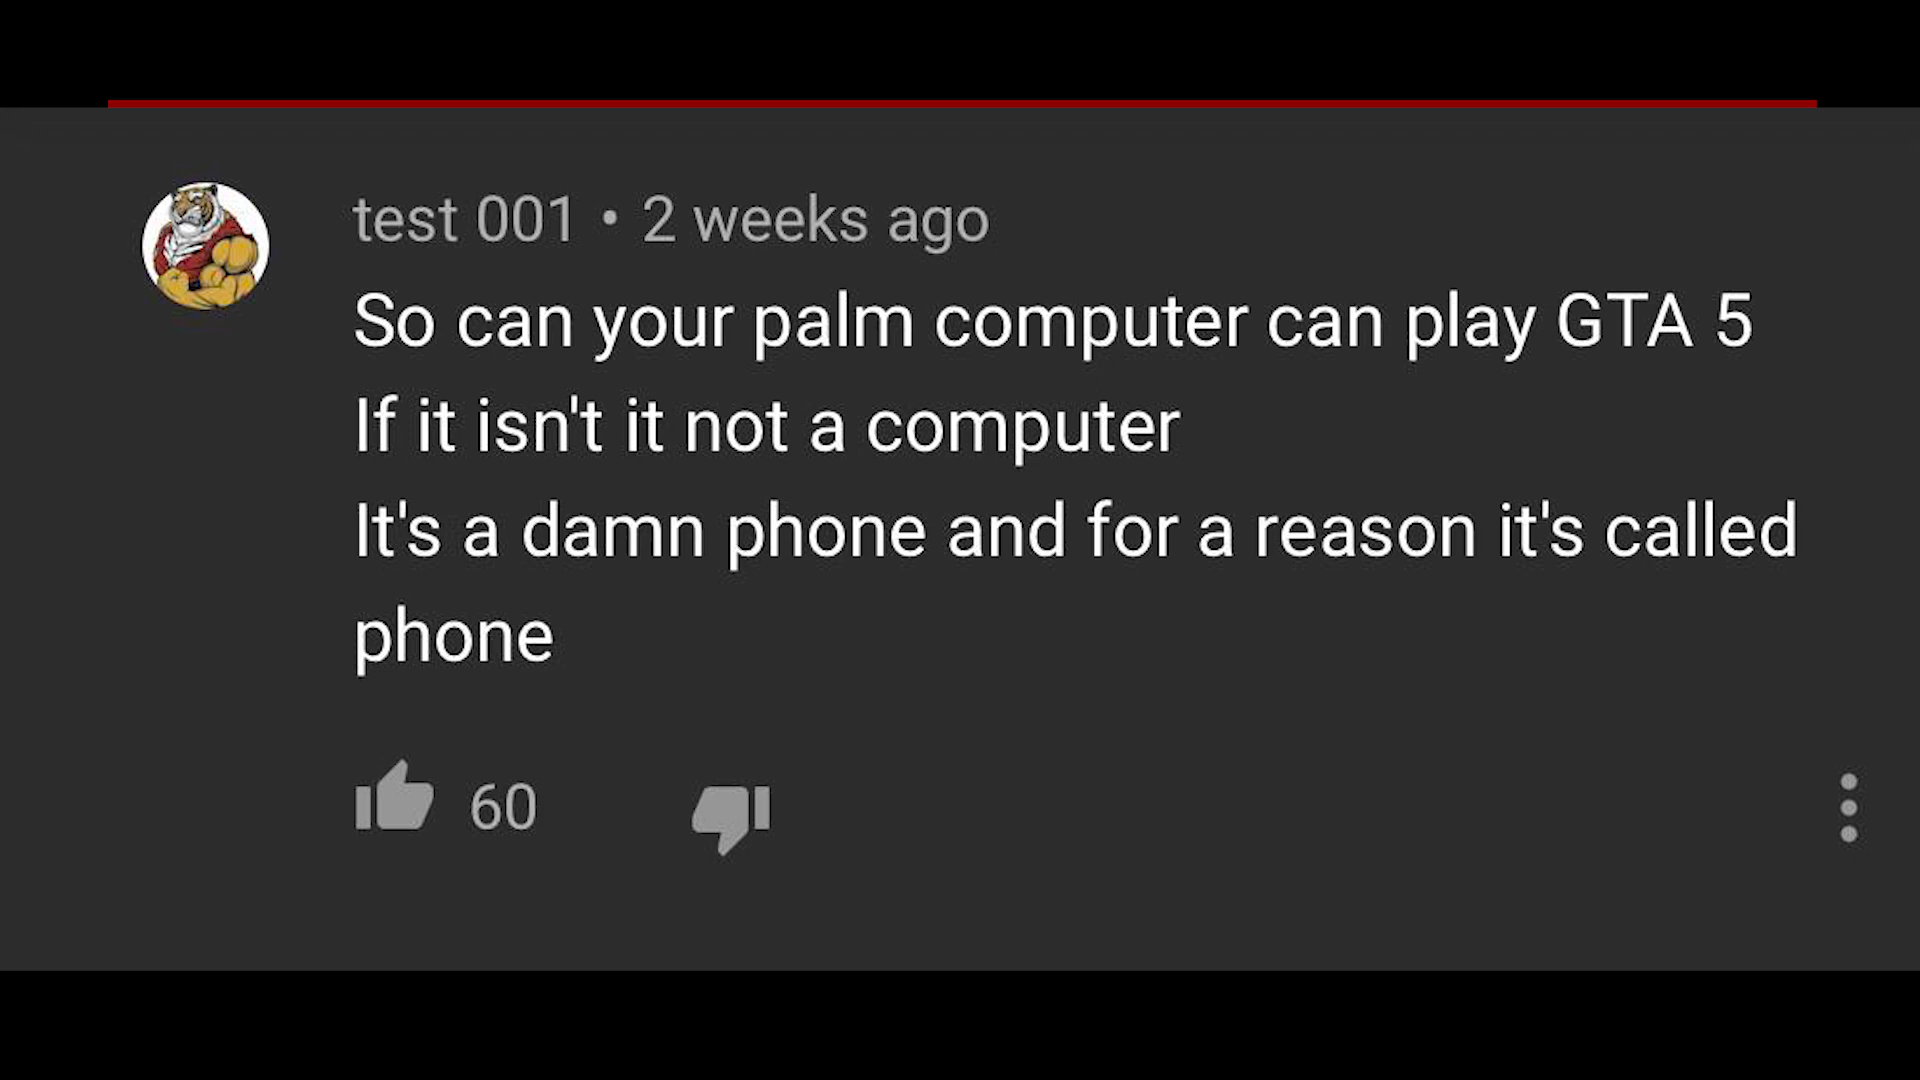 test 001 • 2 weeks ago
So can your palm computer can play GTA 5
If it isn't it not a computer
It's a damn phone and for a reason it's called
phone
60